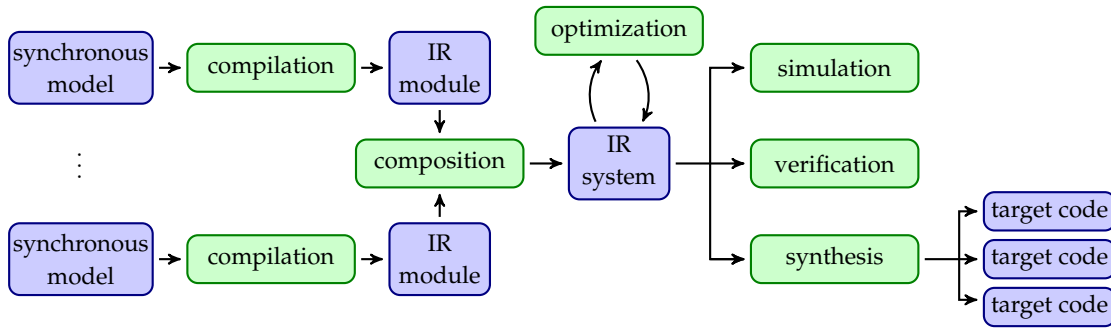 synchronous
model
compilation
IR
module
optimization
simulation
⋮
composition
IR
system
verification
synchronous
model
compilation
IR
module
synthesis
target code
target code
target code